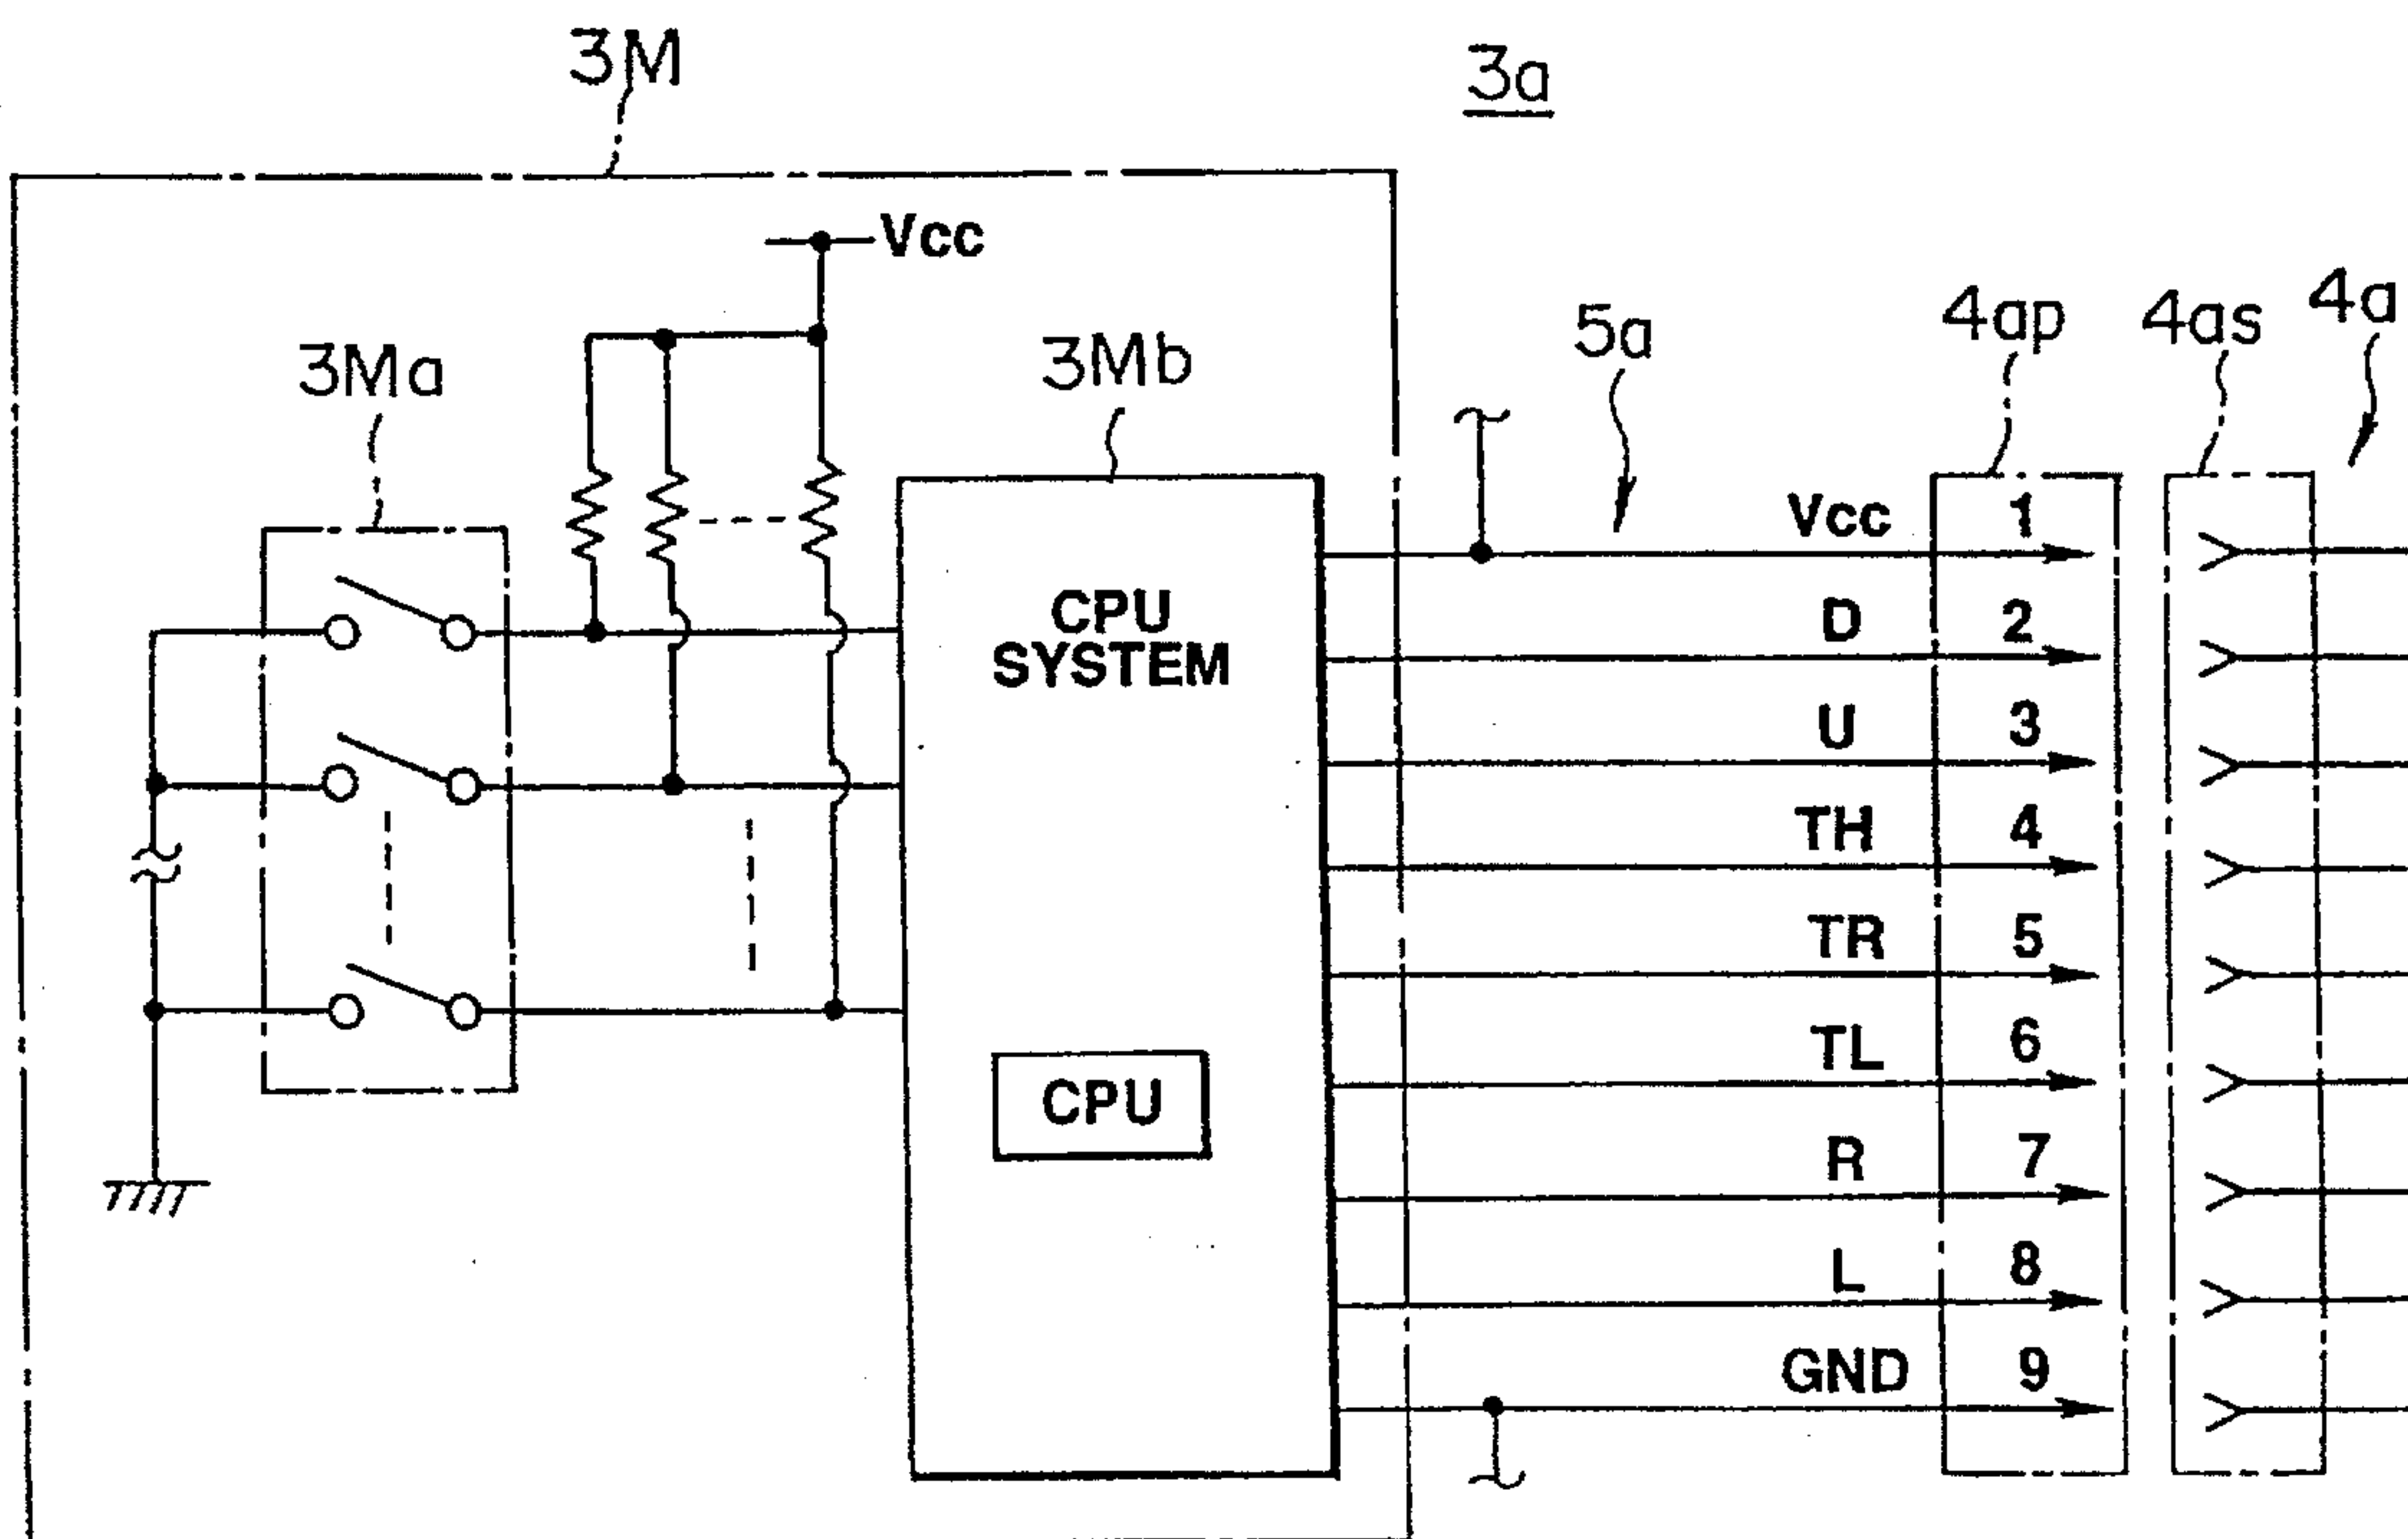 3M
3a
Vcc
3Ma
3Mb
5a
4ap
4as
4a
CPU
SYSTEM
CPU
Vcc 1
D 2
U 3
TH 4
TR 5
TL 6
R 7
L 8
GND 9